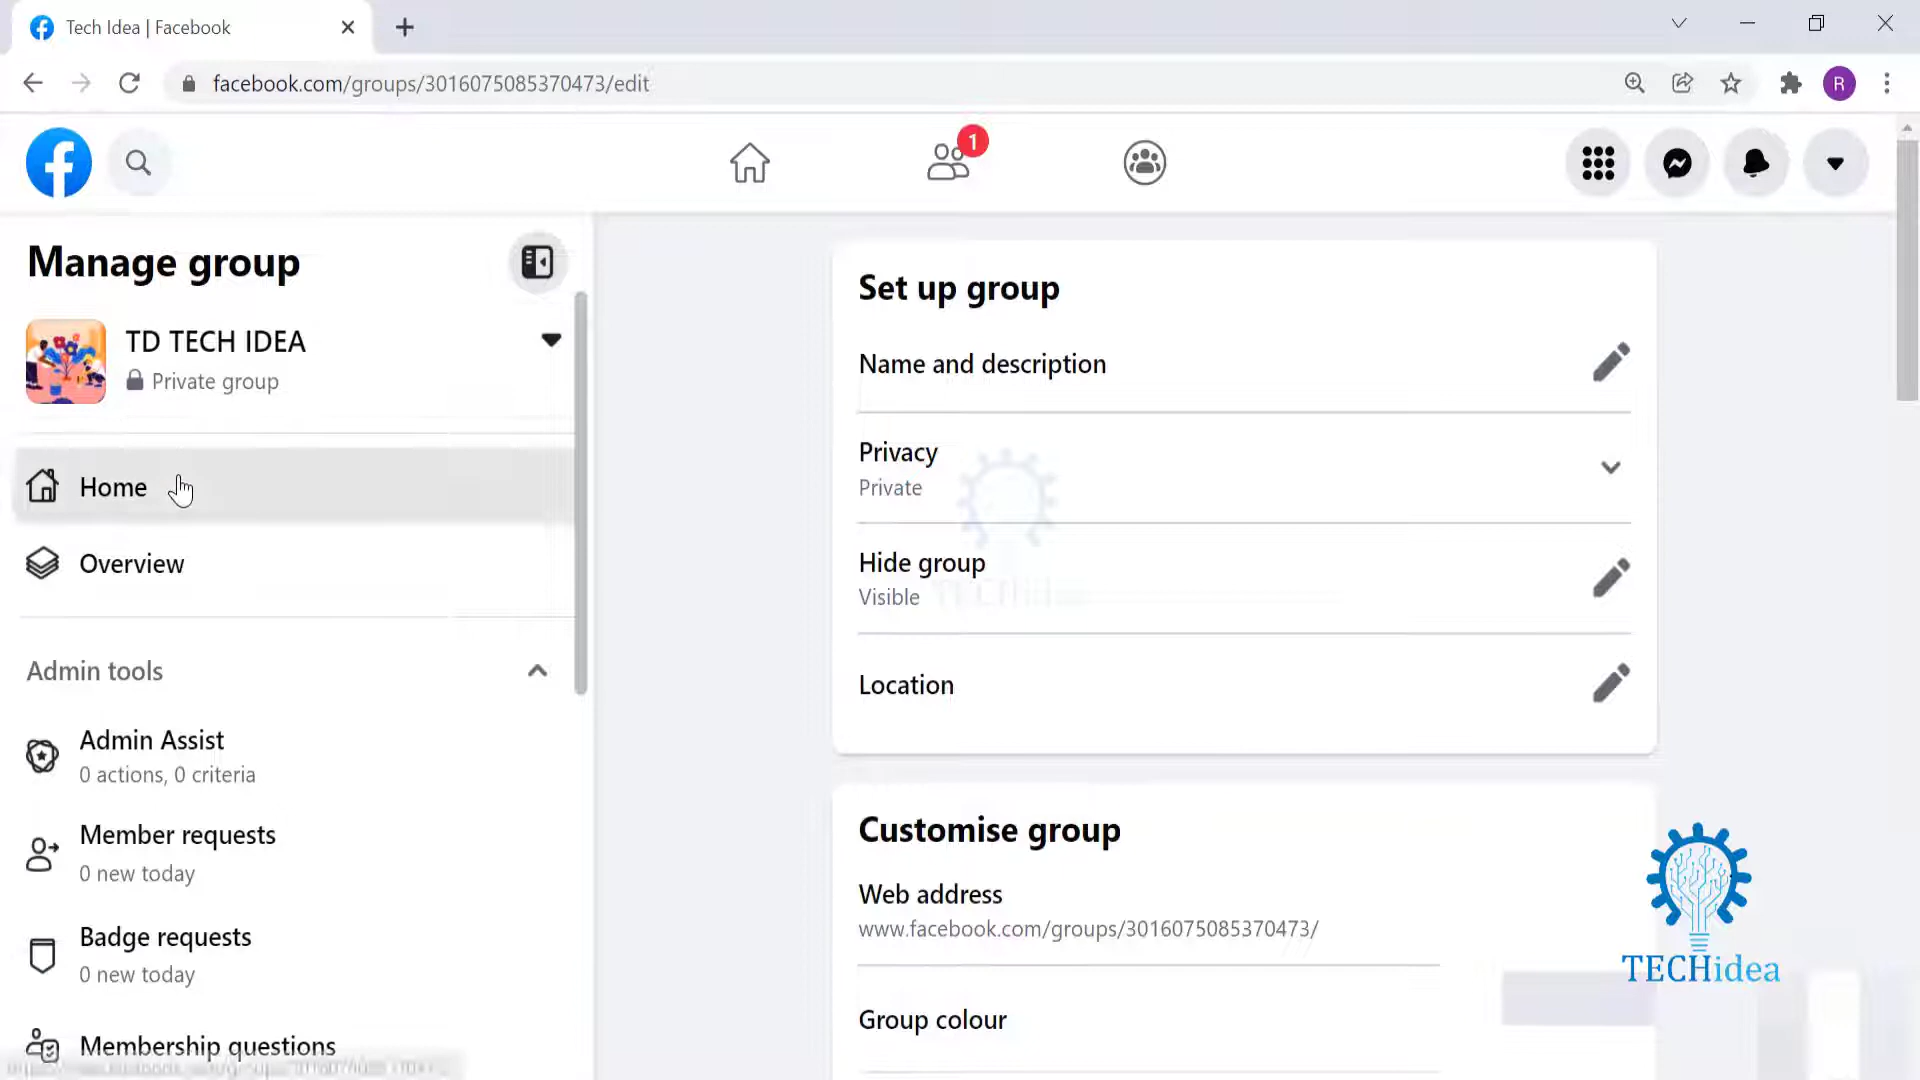 Tech Idea | Facebook
facebook.com/groups/3016075085370473/edit
R
1
Manage group
TD TECH IDEA
Private group
Home
Overview
Admin tools
Admin Assist
0 actions, 0 criteria
Member requests
0 new today
Badge requests
0 new today
Membership questions
Set up group
Name and description
Privacy
Private
Hide group
Visible
Location
Customise group
Web address
www.facebook.com/groups/3016075085370473/
Group colour
TECHidea